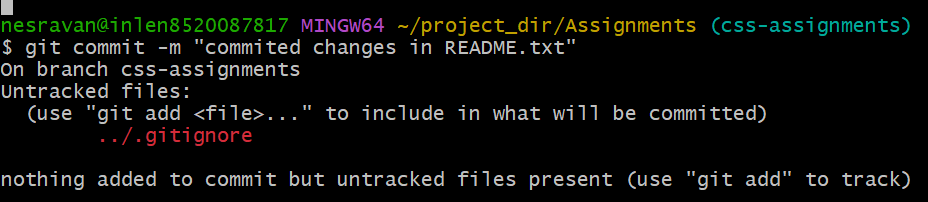 nesravan@inlen8520087817 MINGW64 ~/project_dir/Assignments (css-assignments)
$ git commit -m "commited changes in README.txt"
On branch css-assignments
Untracked files:
  (use "git add <file>..." to include in what will be committed)
        ../.gitignore

nothing added to commit but untracked files present (use "git add" to track)